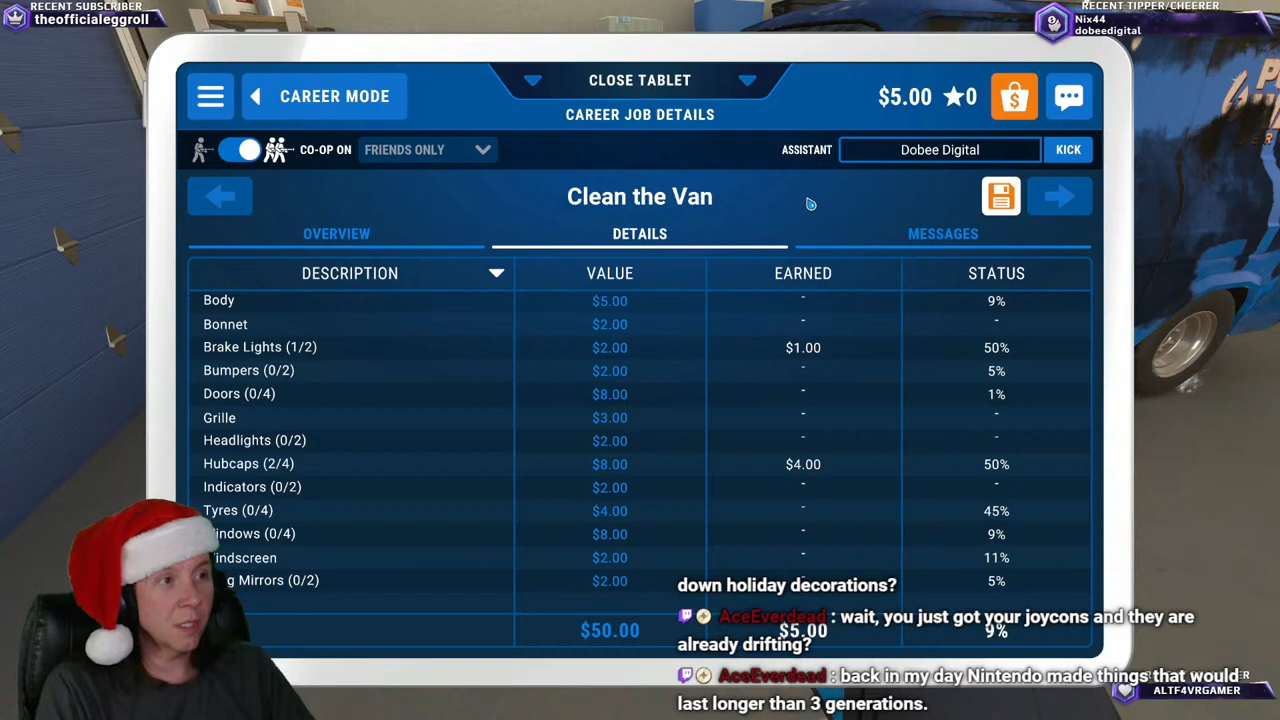 RECENT SUBSCRIBER
theofficialeggroll
RECENT TIPPER/CHEERER
Nix44
dobeedigital
CLOSE TABLET
CAREER MODE
CAREER JOB DETAILS
$5.00 ★0
CO-OP ON
FRIENDS ONLY
ASSISTANT
Dobee Digital
KICK
Clean the Van
OVERVIEW
DETAILS
MESSAGES
DESCRIPTION VALUE EARNED STATUS
Body $5.00 - 9%
Bonnet $2.00 - -
Brake Lights (1/2) $2.00 $1.00 50%
Bumpers (0/2) $2.00 - 5%
Doors (0/4) $8.00 - 1%
Grille $3.00 - -
Headlights (0/2) $2.00 - -
Hubcaps (2/4) $8.00 $4.00 50%
Indicators (0/2) $2.00 - -
Tyres (0/4) $4.00 - 45%
indows (0/4) $8.00 - 9%
indscreen $2.00 - 11%
g Mirrors (0/2) $2.00 - 5%
$50.00 $5.00 9%
down holiday decorations?
AceEverdead : wait, you just got your joycons and they are
already drifting?
AceEverdead : back in my day Nintendo made things that would
last longer than 3 generations.
ALTF4VRGAMER